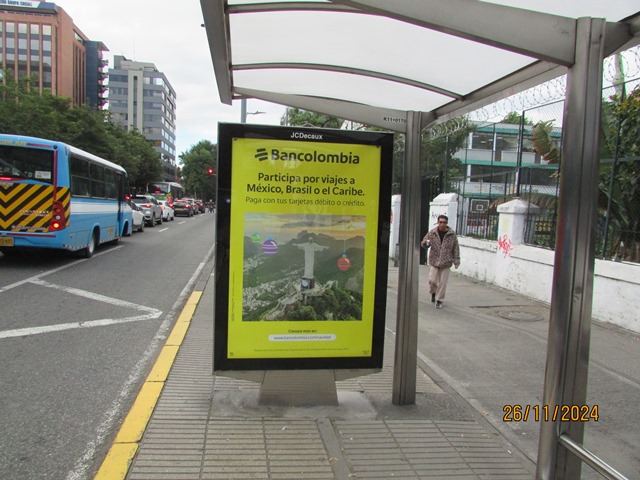 JCDecaux
Bancolombia
Participa por viajes a
México, Brasil o el Caribe.
Paga con tus tarjetas débito o crédito.
26/11/2024